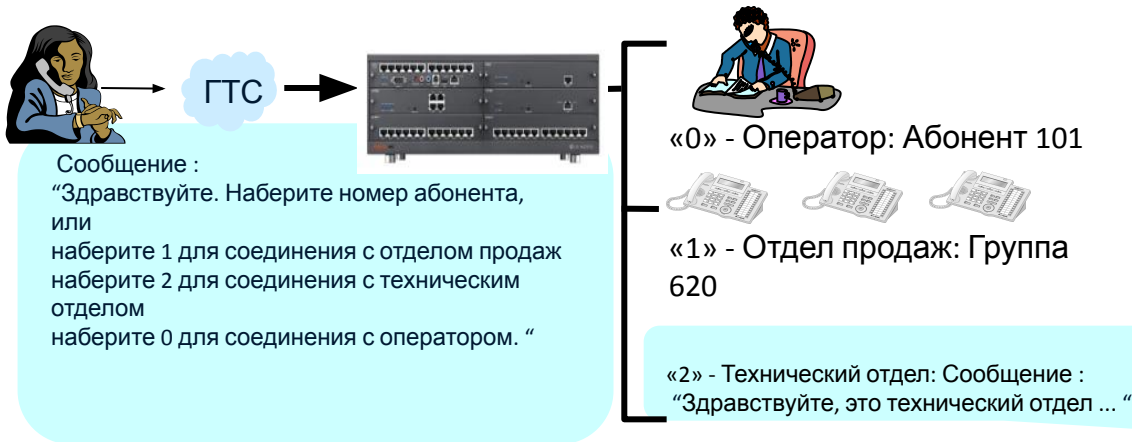 ГТС
Сообщение :
“Здравствуйте. Наберите номер абонента,
или
наберите 1 для соединения с отделом продаж
наберите 2 для соединения с техническим
отделом
наберите 0 для соединения с оператором. “
«0» - Оператор: Абонент 101
«1» - Отдел продаж: Группа
620
«2» - Технический отдел: Сообщение :
“Здравствуйте, это технический отдел ... “